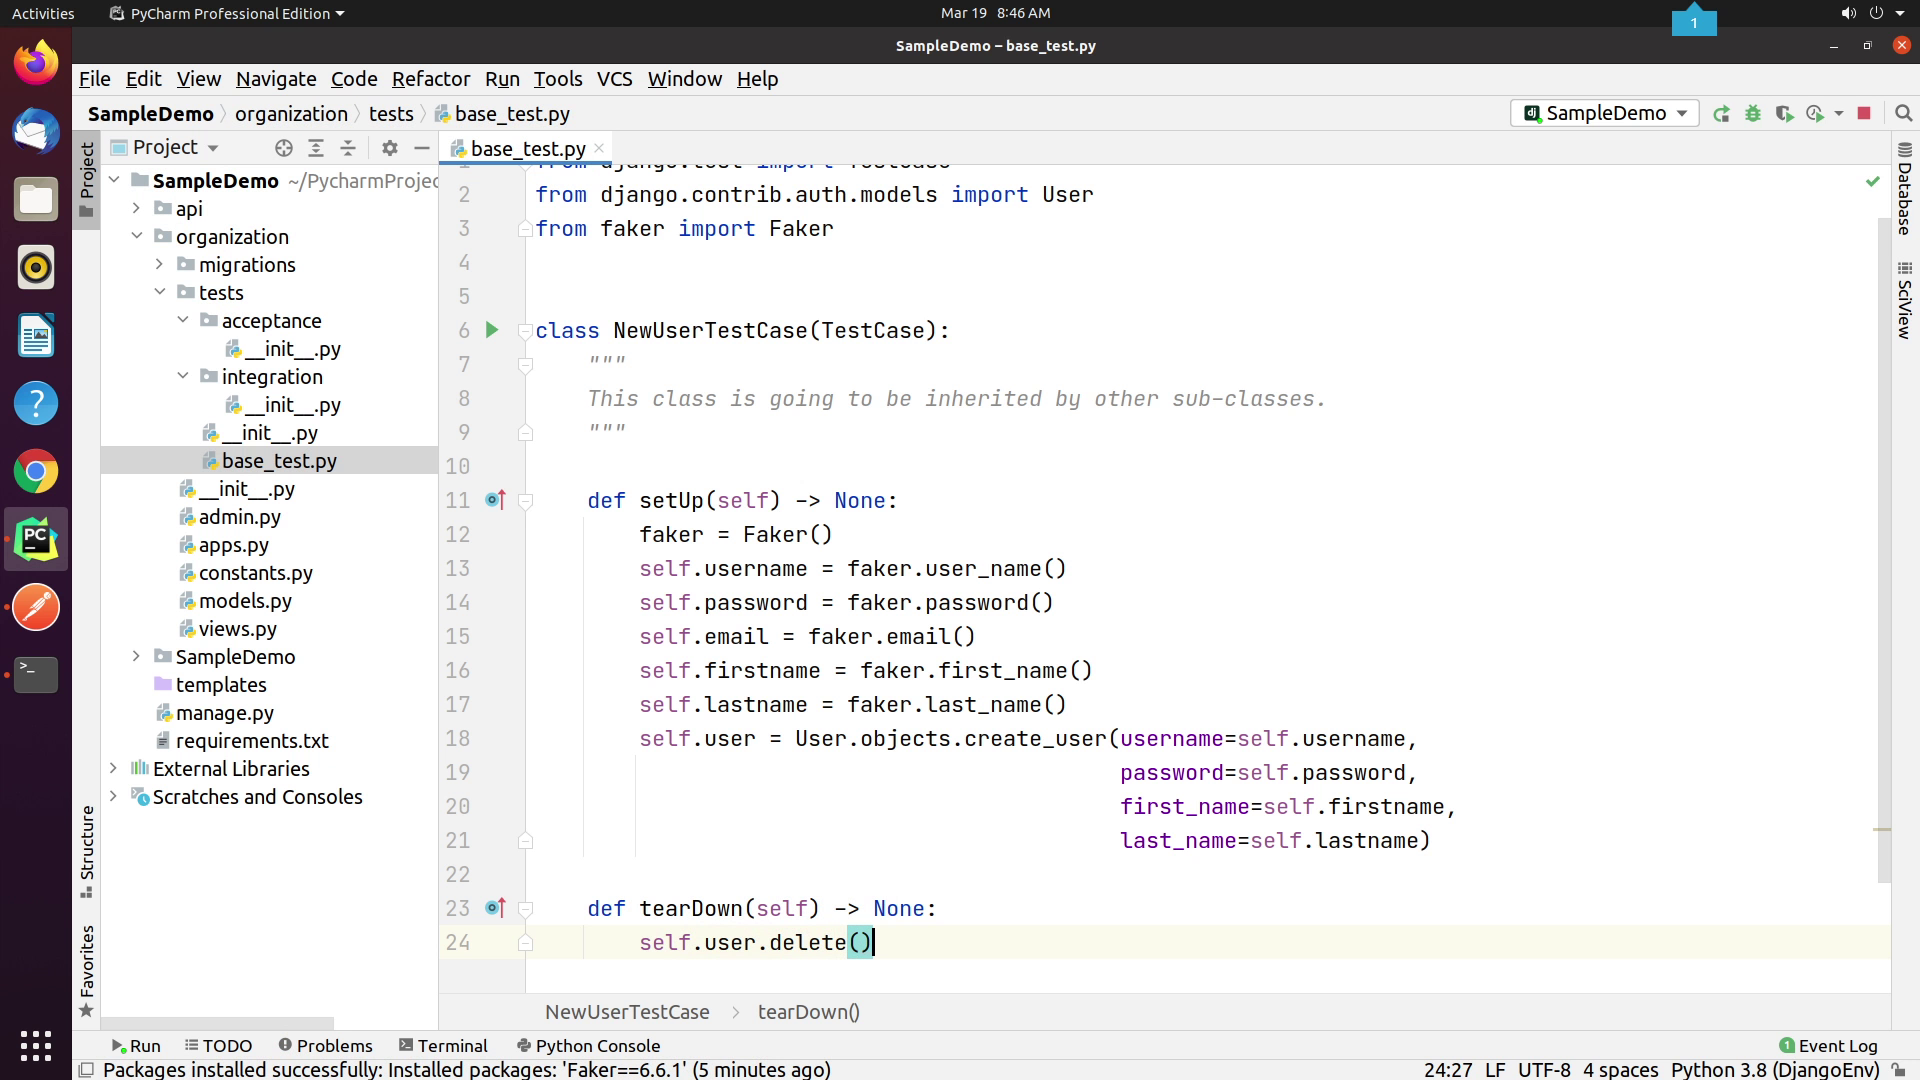 Activities PyCharm Professional Edition Mar 19 8:46 AM 1
SampleDemo – base_test.py
File Edit View Navigate Code Refactor Run Tools VCS Window Help
SampleDemo organization tests base_test.py SampleDemo
Project base_test.py
SampleDemo ~/PycharmProjec
api
organization
migrations
tests
acceptance
__init__.py
integration
__init__.py
__init__.py
base_test.py
__init__.py
admin.py
apps.py
constants.py
models.py
views.py
SampleDemo
templates
manage.py
requirements.txt
External Libraries
Scratches and Consoles
Project
Structure
Favorites
1 from django.test import TestCase
2 from django.contrib.auth.models import User
3 from faker import Faker
4
5
6 class NewUserTestCase(TestCase):
7 """
8 This class is going to be inherited by other sub-classes.
9 """
10
11 def setUp(self) -> None:
12 faker = Faker()
13 self.username = faker.user_name()
14 self.password = faker.password()
15 self.email = faker.email()
16 self.firstname = faker.first_name()
17 self.lastname = faker.last_name()
18 self.user = User.objects.create_user(username=self.username,
19 password=self.password,
20 first_name=self.firstname,
21 last_name=self.lastname)
22
23 def tearDown(self) -> None:
24 self.user.delete()
Database
SciView
NewUserTestCase > tearDown()
Run TODO Problems Terminal Python Console 1 Event Log
Packages installed successfully: Installed packages: 'Faker==6.6.1' (5 minutes ago) 24:27 LF UTF-8 4 spaces Python 3.8 (DjangoEnv)